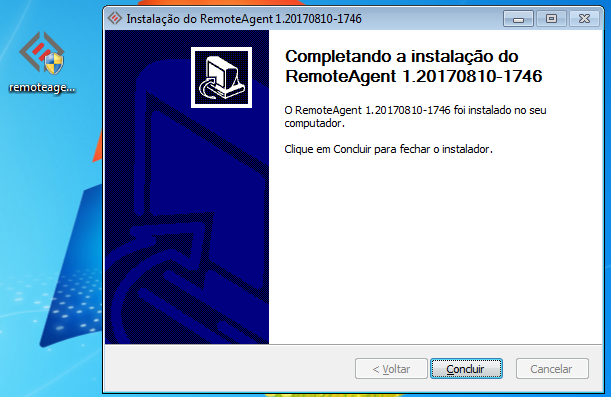 Instalação do RemoteAgent 1.20170810-1746
remoteage...
Completando a instalação do
RemoteAgent 1.20170810-1746
O RemoteAgent 1.20170810-1746 foi instalado no seu
computador.
Clique em Concluir para fechar o instalador.
< Voltar
Concluir
Cancelar